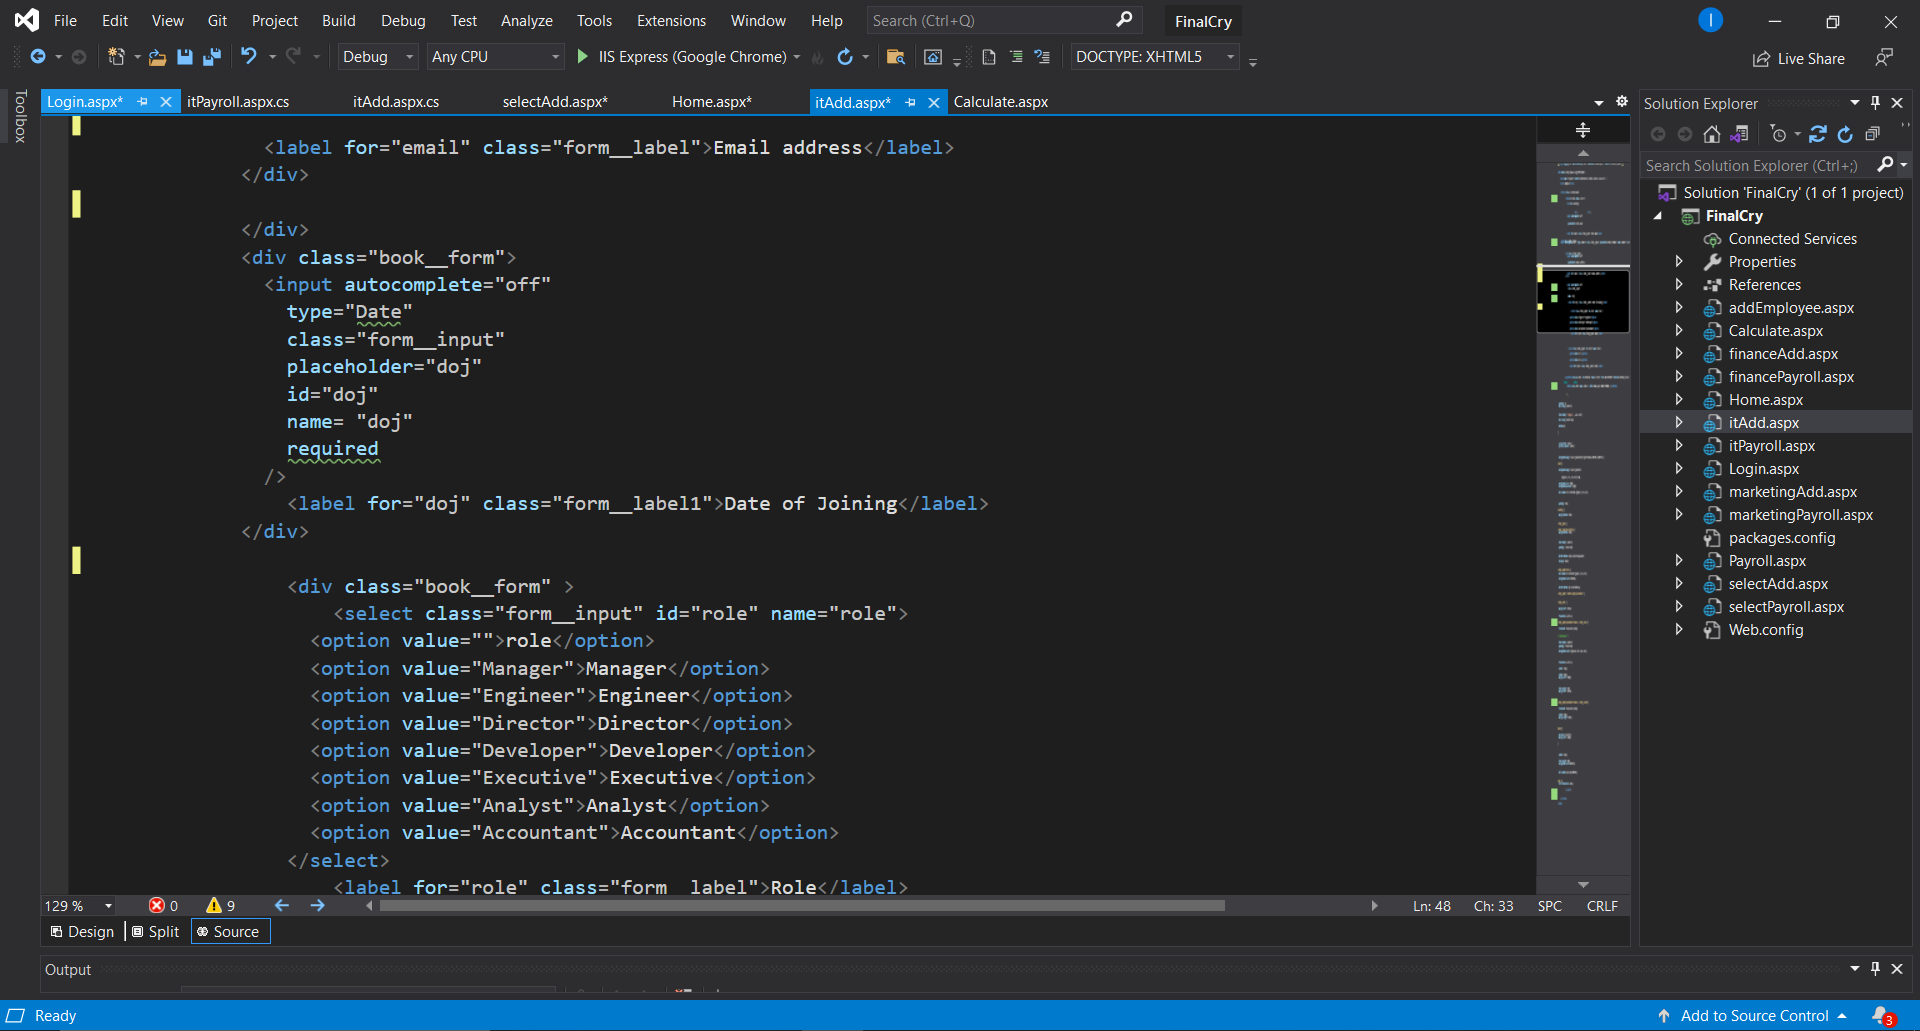 File Edit View Git Project Build Debug Test Analyze Tools Extensions Window Help Search (Ctrl+Q) FinalCry I
Debug Any CPU IIS Express (Google Chrome) DOCTYPE: XHTML5 Live Share
Toolbox
Login.aspx* itPayroll.aspx.cs itAdd.aspx.cs selectAdd.aspx* Home.aspx* itAdd.aspx* Calculate.aspx
<label for="email" class="form__label">Email address</label>
</div>
</div>
<div class="book__form">
<input autocomplete="off"
type="Date"
class="form__input"
placeholder="doj"
id="doj"
name= "doj"
required
/>
<label for="doj" class="form__label1">Date of Joining</label>
</div>
<div class="book__form" >
<select class="form__input" id="role" name="role">
<option value="">role</option>
<option value="Manager">Manager</option>
<option value="Engineer">Engineer</option>
<option value="Director">Director</option>
<option value="Developer">Developer</option>
<option value="Executive">Executive</option>
<option value="Analyst">Analyst</option>
<option value="Accountant">Accountant</option>
</select>
<label for="role" class="form__label">Role</label>
129 % 0 9 Ln: 48 Ch: 33 SPC CRLF
Design Split Source
Output
Solution Explorer
Search Solution Explorer (Ctrl+;)
Solution 'FinalCry' (1 of 1 project)
FinalCry
Connected Services
Properties
References
addEmployee.aspx
Calculate.aspx
financeAdd.aspx
financePayroll.aspx
Home.aspx
itAdd.aspx
itPayroll.aspx
Login.aspx
marketingAdd.aspx
marketingPayroll.aspx
packages.config
Payroll.aspx
selectAdd.aspx
selectPayroll.aspx
Web.config
Ready Add to Source Control 3